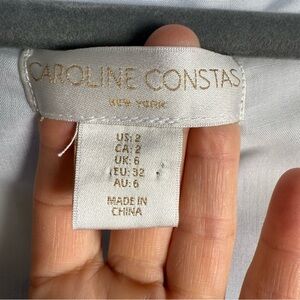 CAROLINE CONSTAS
NEW YORK
US: 2
CA: 2
UK: 6
EU: 32
AU: 6
MADE IN
CHINA